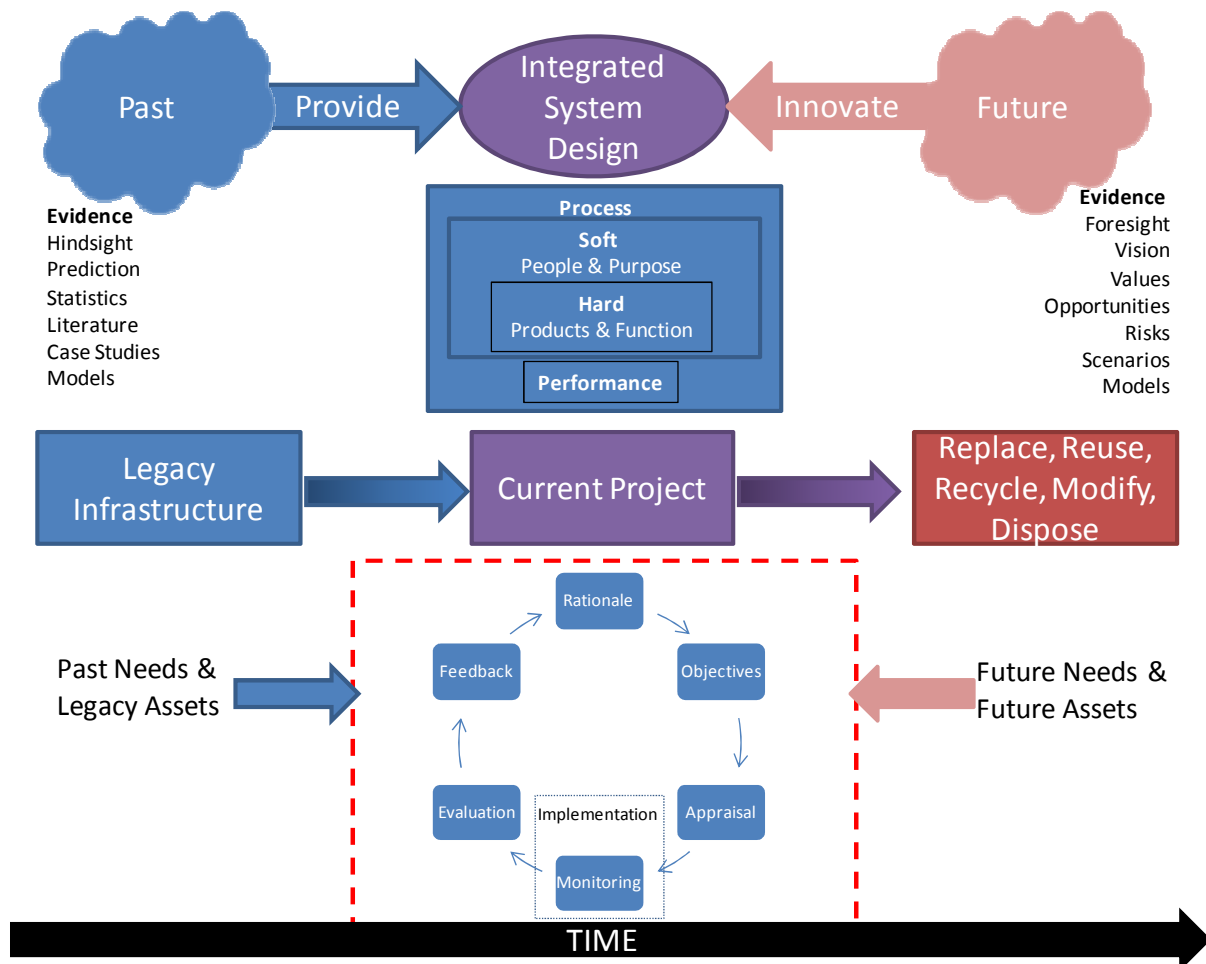 Past
Provide
Integrated
System
Design
Innovate
Future
Evidence
Hindsight
Prediction
Statistics
Literature
Case Studies
Models
Process
Soft
People & Purpose
Hard
Products & Function
Performance
Evidence
Foresight
Vision
Values
Opportunities
Risks
Scenarios
Models
Legacy
Infrastructure
Current Project
Replace, Reuse,
Recycle, Modify,
Dispose
Past Needs &
Legacy Assets
Rationale
Objectives
Appraisal
Implementation
Monitoring
Evaluation
Feedback
Future Needs &
Future Assets
TIME